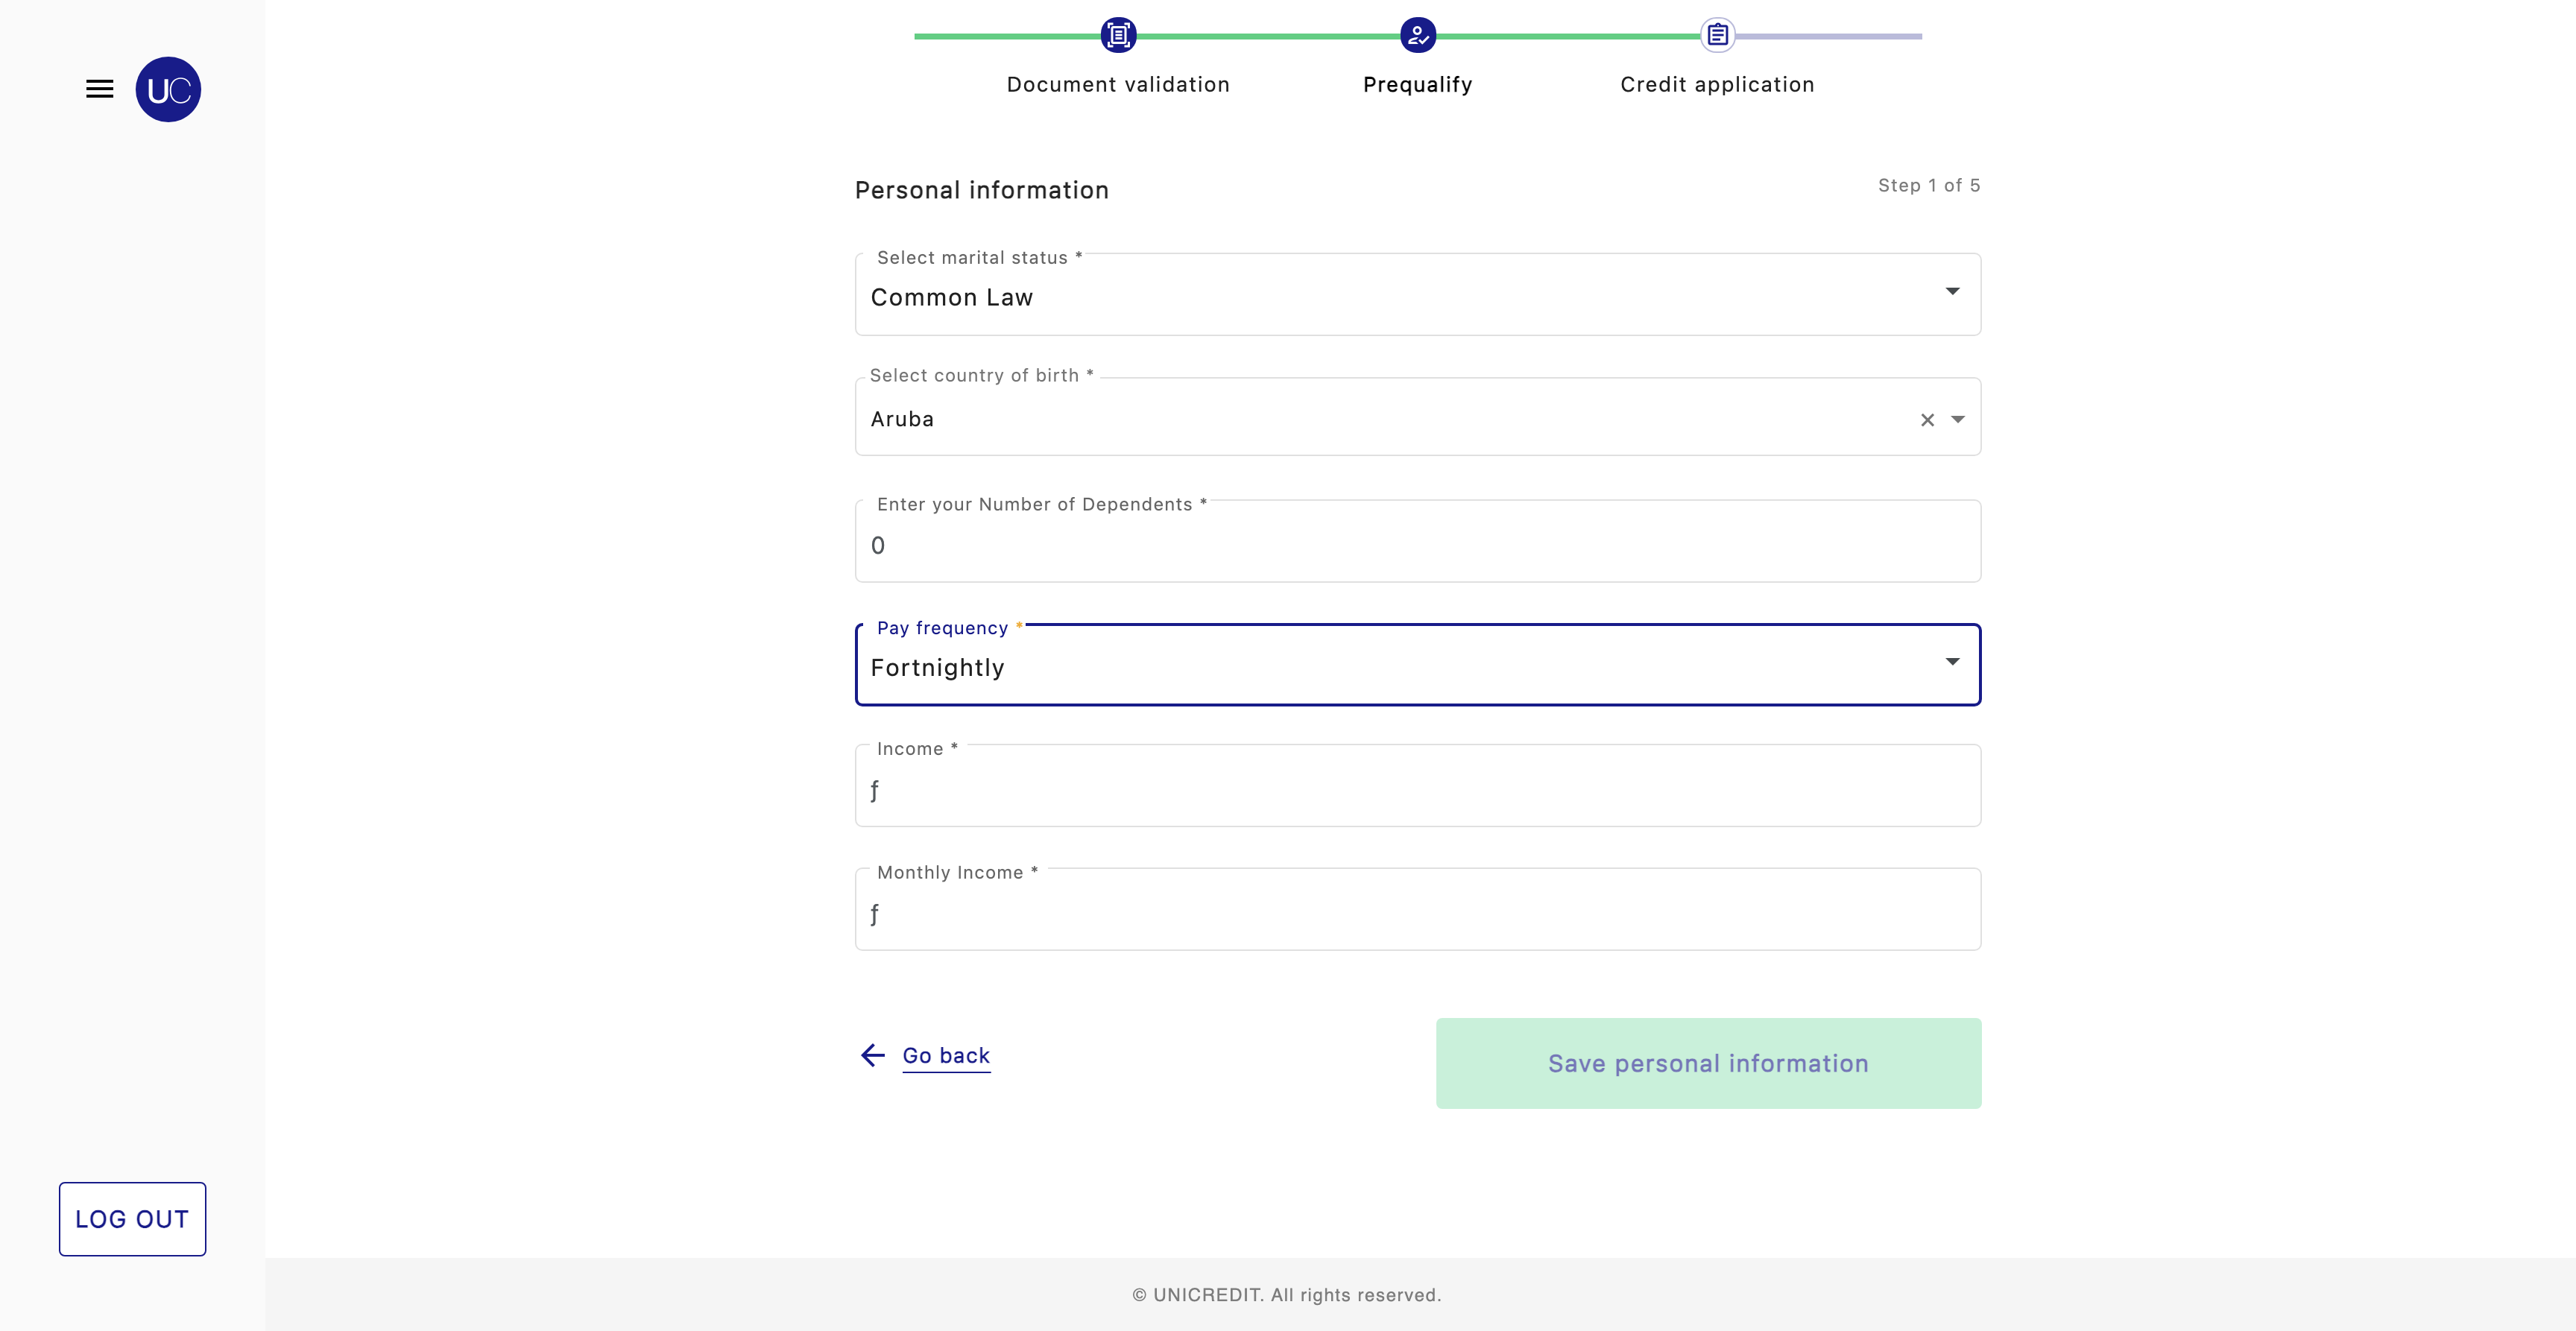 UC
Document validation
Prequalify
Credit application
Personal information
Step 1 of 5
Select marital status *
Common Law
Select country of birth *
Aruba
Enter your Number of Dependents *
0
Pay frequency *
Fortnightly
Income *
ƒ
Monthly Income *
ƒ
Go back
Save personal information
LOG OUT
© UNICREDIT. All rights reserved.